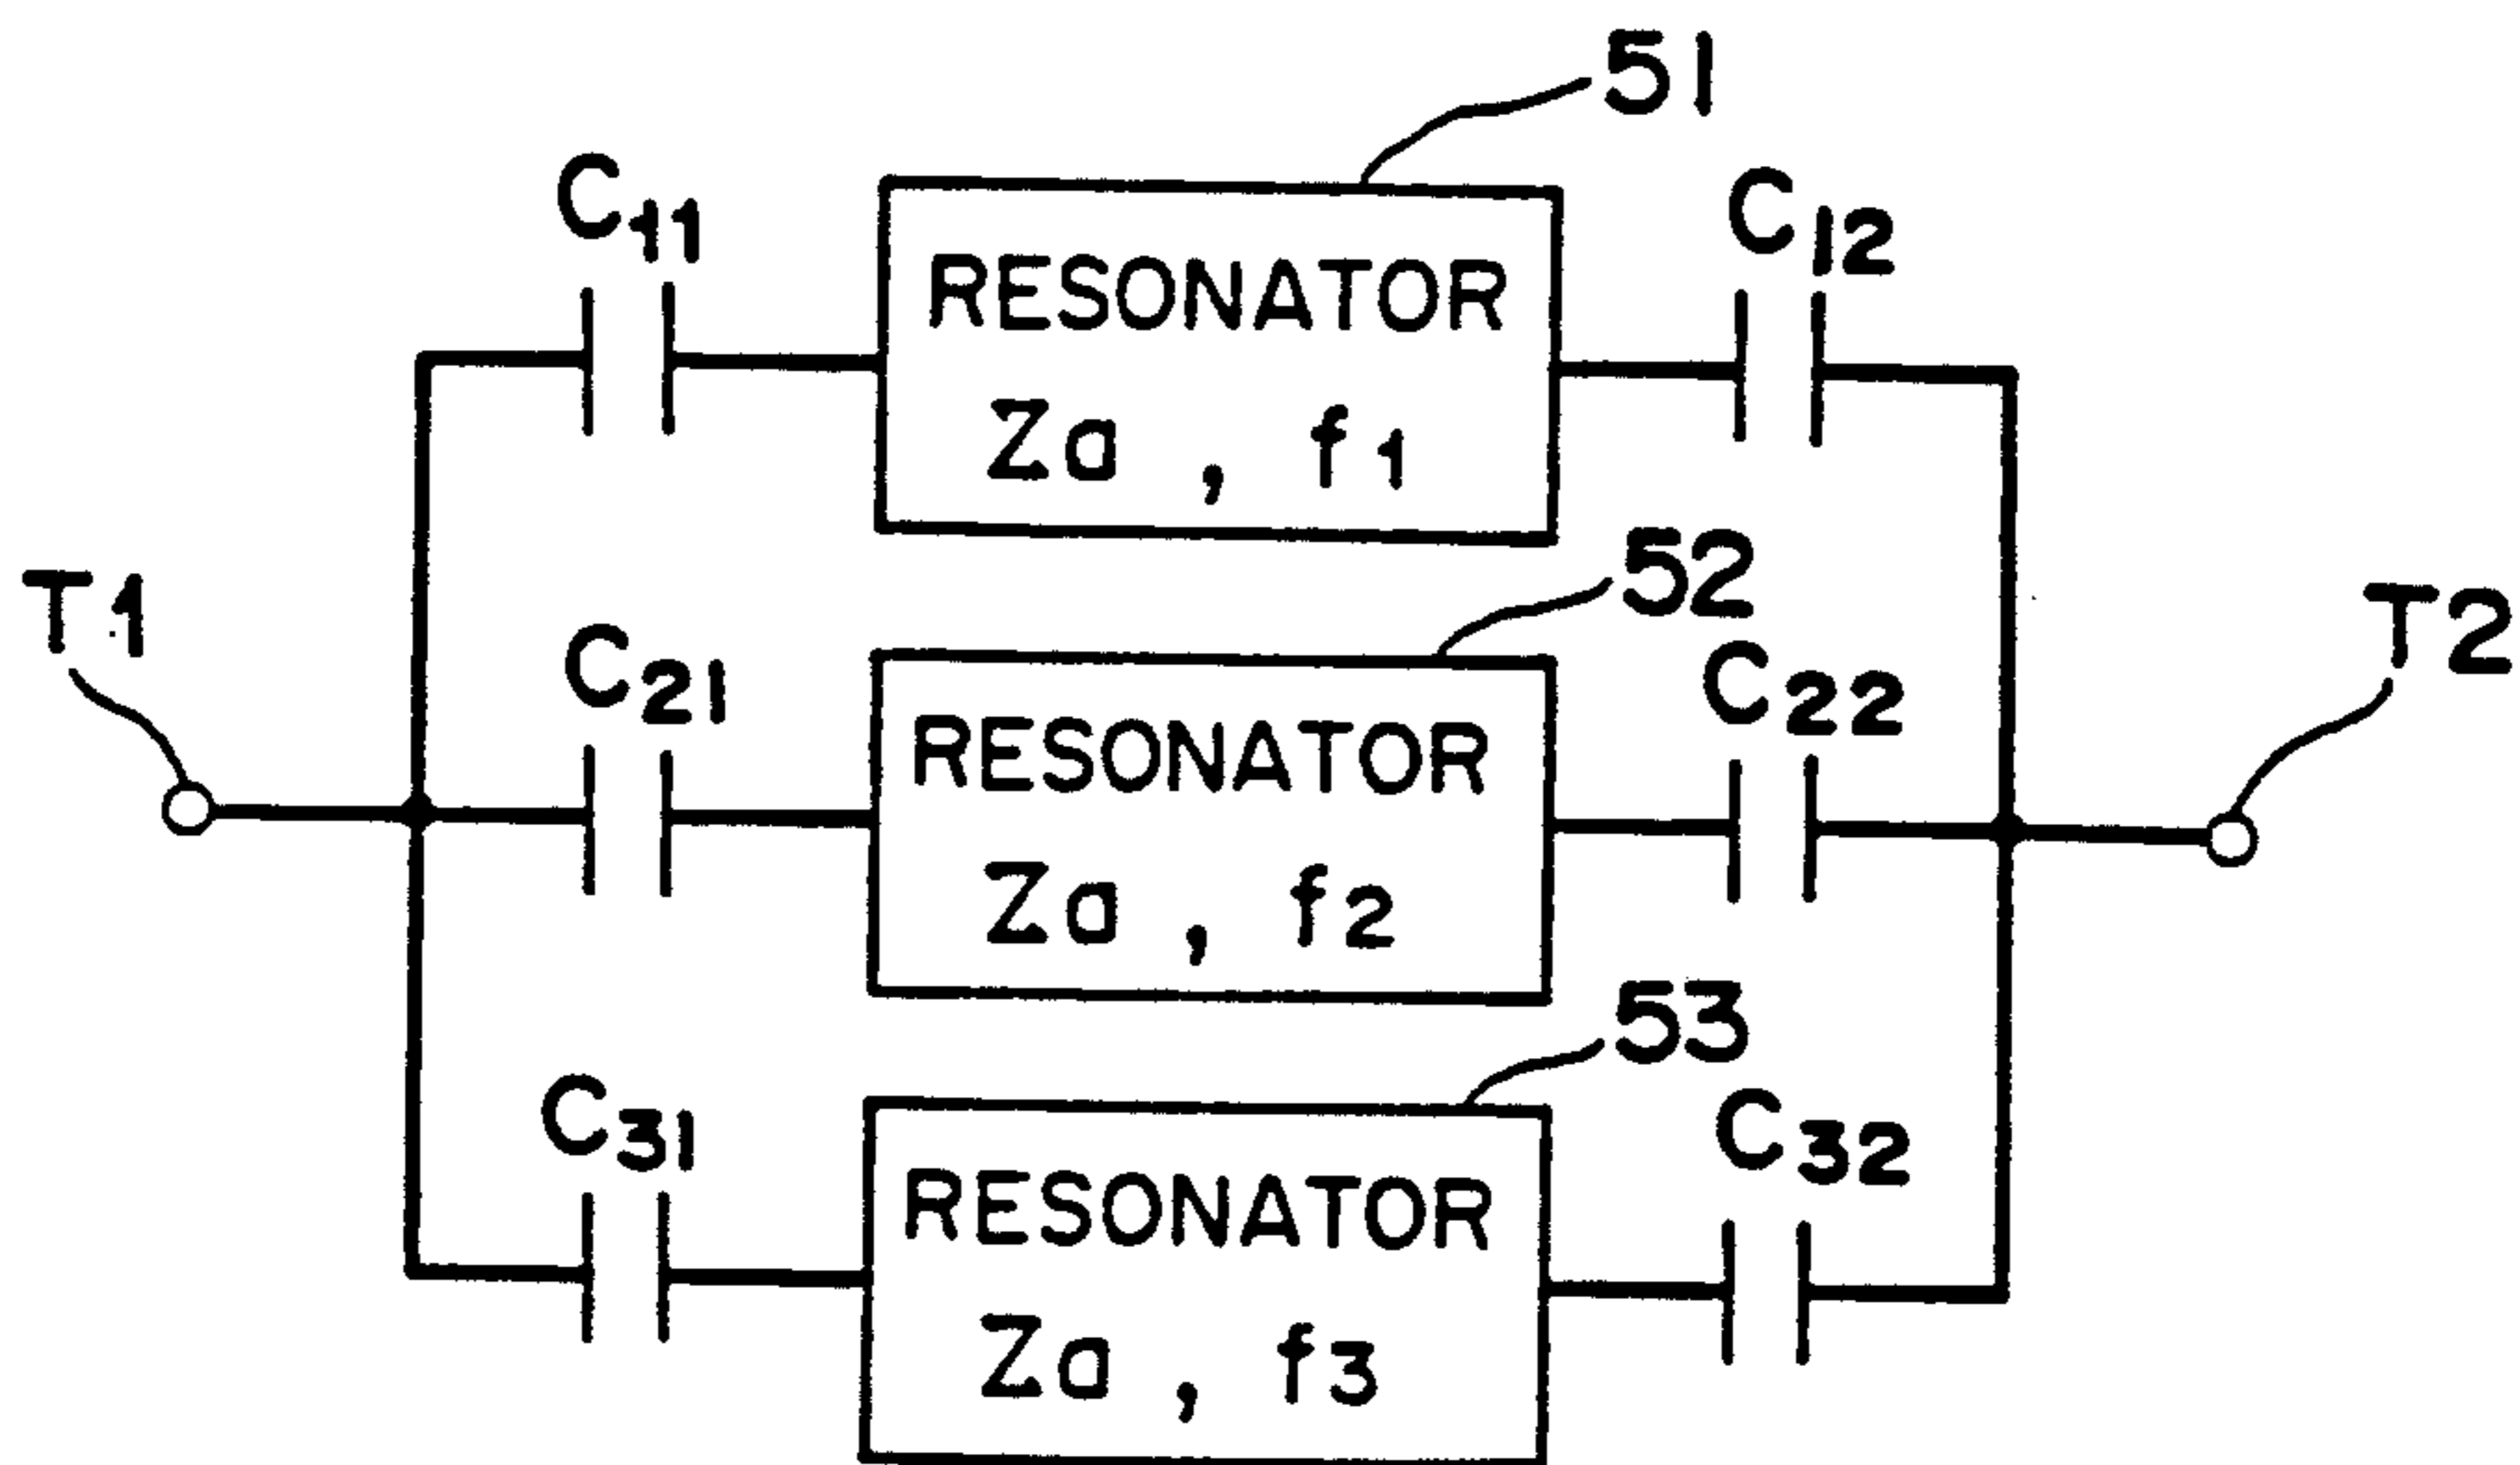 51
C11
C12
RESONATOR
Za , f1
52
T1
T2
C21
C22
RESONATOR
Za , f2
53
C31
C32
RESONATOR
Za , f3